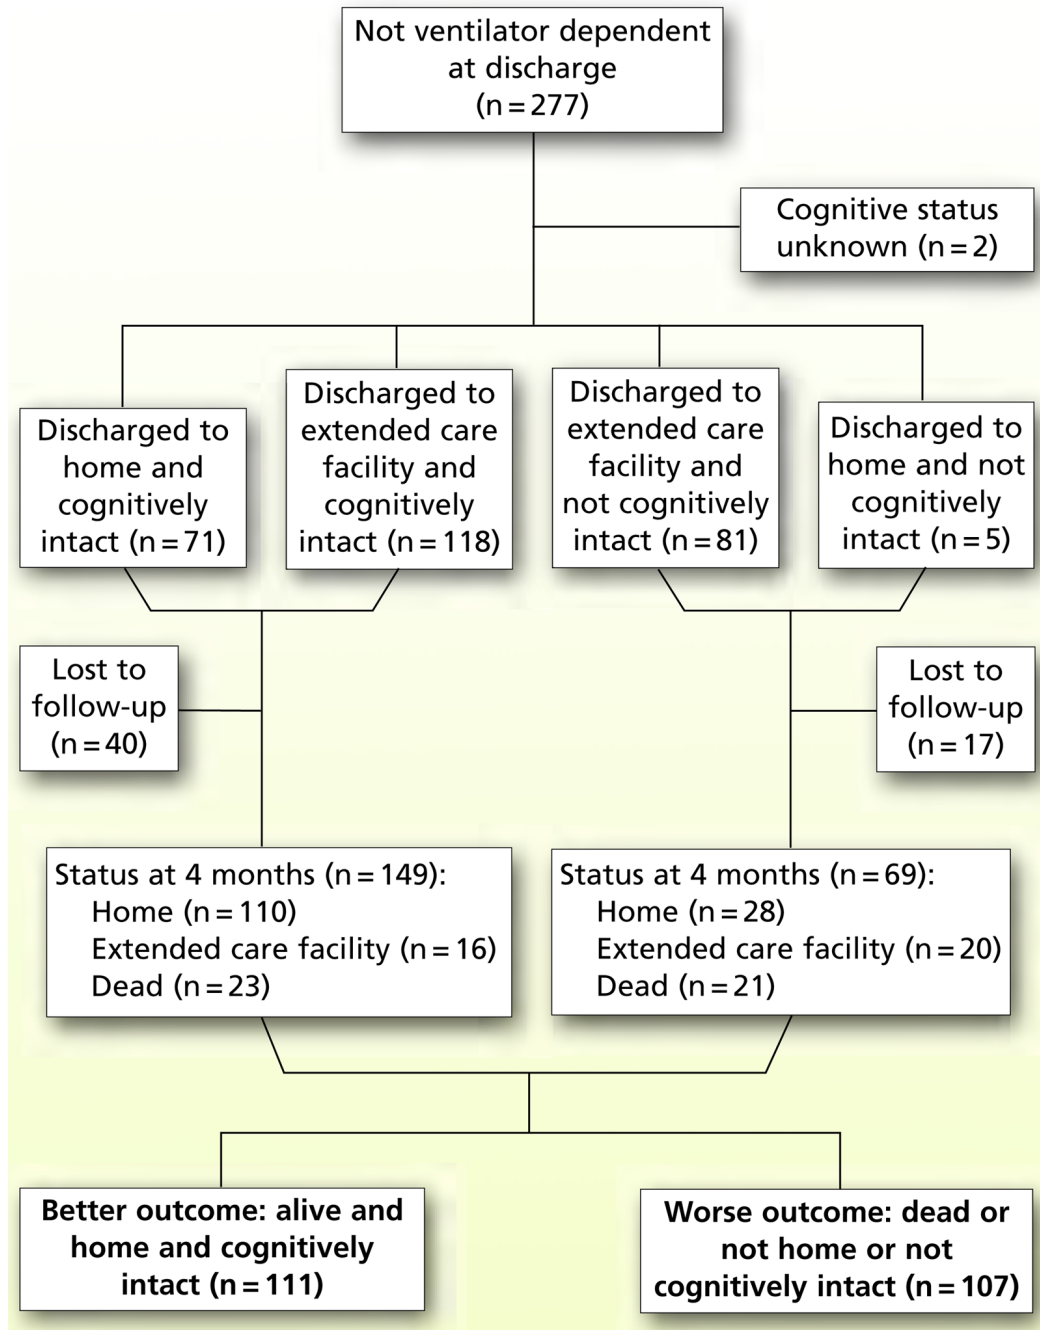 Not ventilator dependent
at discharge
(n = 277)
Cognitive status
unknown (n = 2)
Discharged to
home and
cognitively
intact (n = 71)
Discharged to
extended care
facility and
cognitively
intact (n = 118)
Discharged to
extended care
facility and
not cognitively
intact (n = 81)
Discharged to
home and not
cognitively
intact (n = 5)
Lost to
follow-up
(n = 40)
Lost to
follow-up
(n = 17)
Status at 4 months (n = 149):
Home (n = 110)
Extended care facility (n = 16)
Dead (n = 23)
Status at 4 months (n = 69):
Home (n = 28)
Extended care facility (n = 20)
Dead (n = 21)
Better outcome: alive and
home and cognitively
intact (n = 111)
Worse outcome: dead or
not home or not
cognitively intact (n = 107)